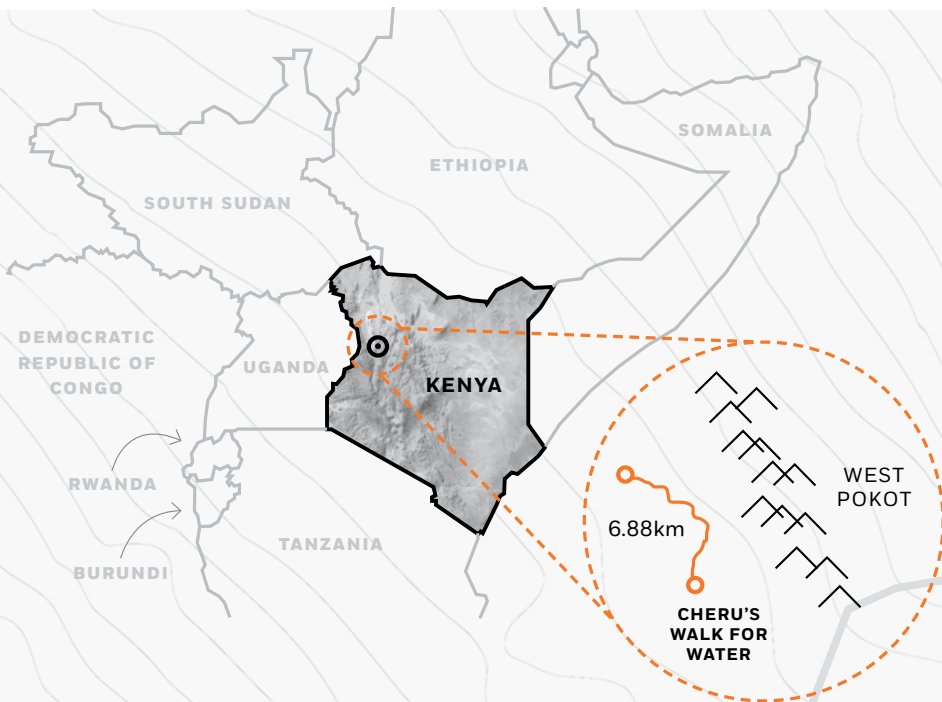 SOMALIA
ETHIOPIA
SOUTH SUDAN
DEMOCRATIC
REPUBLIC OF
CONGO
UGANDA
KENYA
RWANDA
BURUNDI
TANZANIA
WEST
POKOT
6.88km
CHERU'S
WALK FOR
WATER